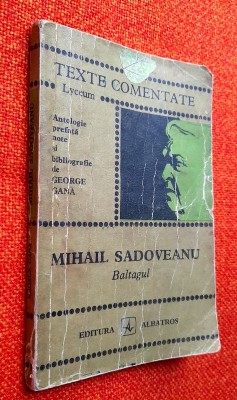 TEXTE COMENTATE
Lyceum
Antologie
prefață
note
și
bibliografie
de
GEORGE
GANĂ
MIHAIL SADOVEANU
Baltagul
EDITURA
ALBATROS